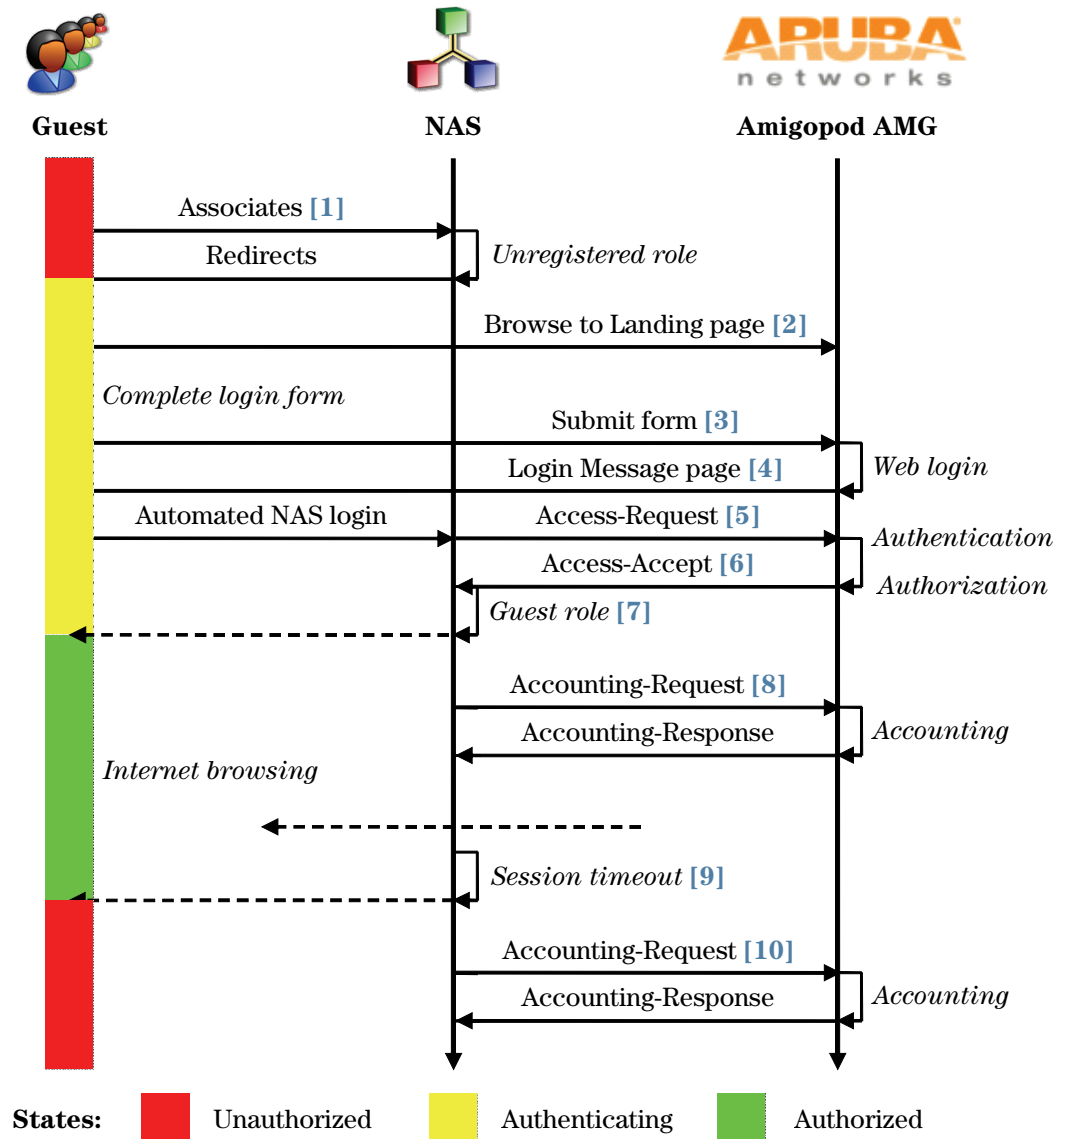 ARUBA
networks
Guest
NAS
Amigopod AMG
Associates [1]
Redirects
Unregistered role
Browse to Landing page [2]
Complete login form
Submit form [3]
Login Message page [4]
Web login
Automated NAS login
Access-Request [5]
Authentication
Access-Accept [6]
Authorization
Guest role [7]
Accounting-Request [8]
Accounting-Response
Accounting
Internet browsing
Session timeout [9]
Accounting-Request [10]
Accounting-Response
Accounting
States:
Unauthorized
Authenticating
Authorized